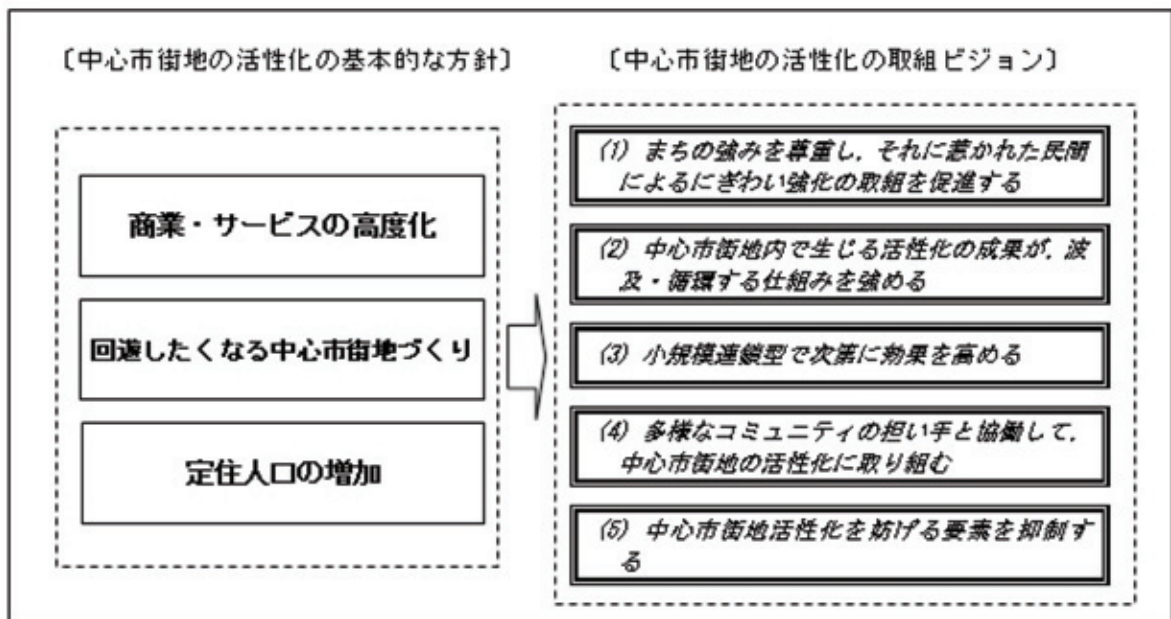 〔中心市街地の活性化の基本的な方針〕
商業・サービスの高度化
回遊したくなる中心市街地づくり
定住人口の増加
〔中心市街地の活性化の取組ビジョン〕
(1) まちの強みを尊重し，それに惹かれた民間
によるにぎわい強化の取組を促進する
(2) 中心市街地内で生じる活性化の成果が，波
及・循環する仕組みを強める
(3) 小規模連鎖型で次第に効果を高める
(4) 多様なコミュニティの担い手と協働して，
中心市街地の活性化に取り組む
(5) 中心市街地活性化を妨げる要素を抑制す
る